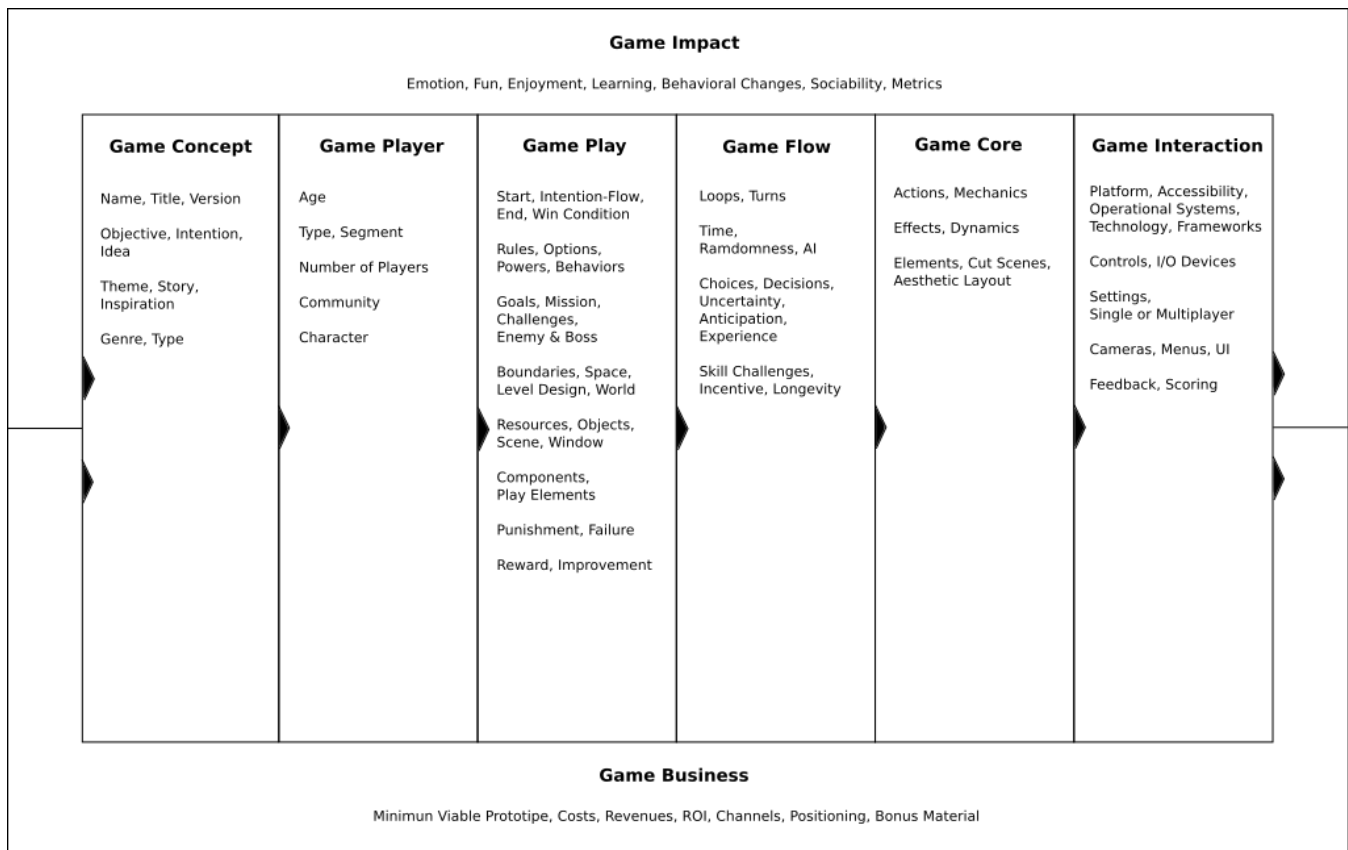 Game Impact
Emotion, Fun, Enjoyment, Learning, Behavioral Changes, Sociability, Metrics
Game Concept
Name, Title, Version
Objective, Intention,
Idea
Theme, Story,
Inspiration
Genre, Type
Game Player
Age
Type, Segment
Number of Players
Community
Character
Game Play
Start, Intention-Flow,
End, Win Condition
Rules, Options,
Powers, Behaviors
Goals, Mission,
Challenges,
Enemy & Boss
Boundaries, Space,
Level Design, World
Resources, Objects,
Scene, Window
Components,
Play Elements
Punishment, Failure
Reward, Improvement
Game Flow
Loops, Turns
Time,
Ramdomness, AI
Choices, Decisions,
Uncertainty,
Anticipation,
Experience
Skill Challenges,
Incentive, Longevity
Game Core
Actions, Mechanics
Effects, Dynamics
Elements, Cut Scenes,
Aesthetic Layout
Game Interaction
Platform, Accessibility,
Operational Systems,
Technology, Frameworks
Controls, I/O Devices
Settings,
Single or Multiplayer
Cameras, Menus, UI
Feedback, Scoring
Game Business
Minimun Viable Prototipe, Costs, Revenues, ROI, Channels, Positioning, Bonus Material